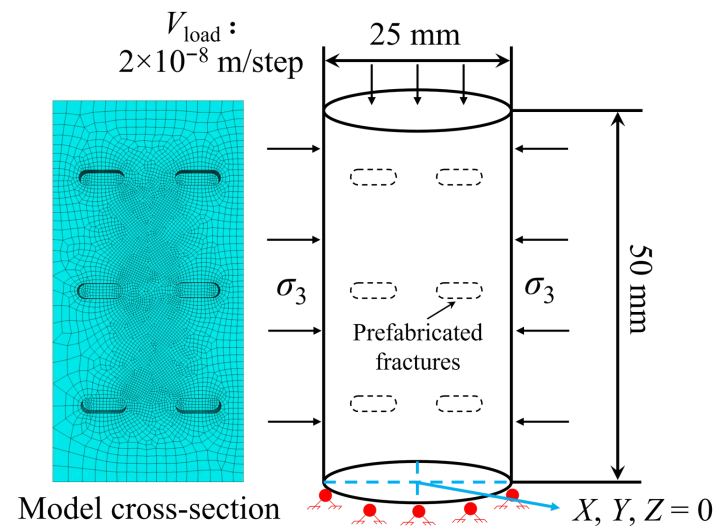 V_load：
2×10⁻⁸ m/step
25 mm
σ₃
σ₃
50 mm
Prefabricated
fractures
Model cross-section
X, Y, Z = 0